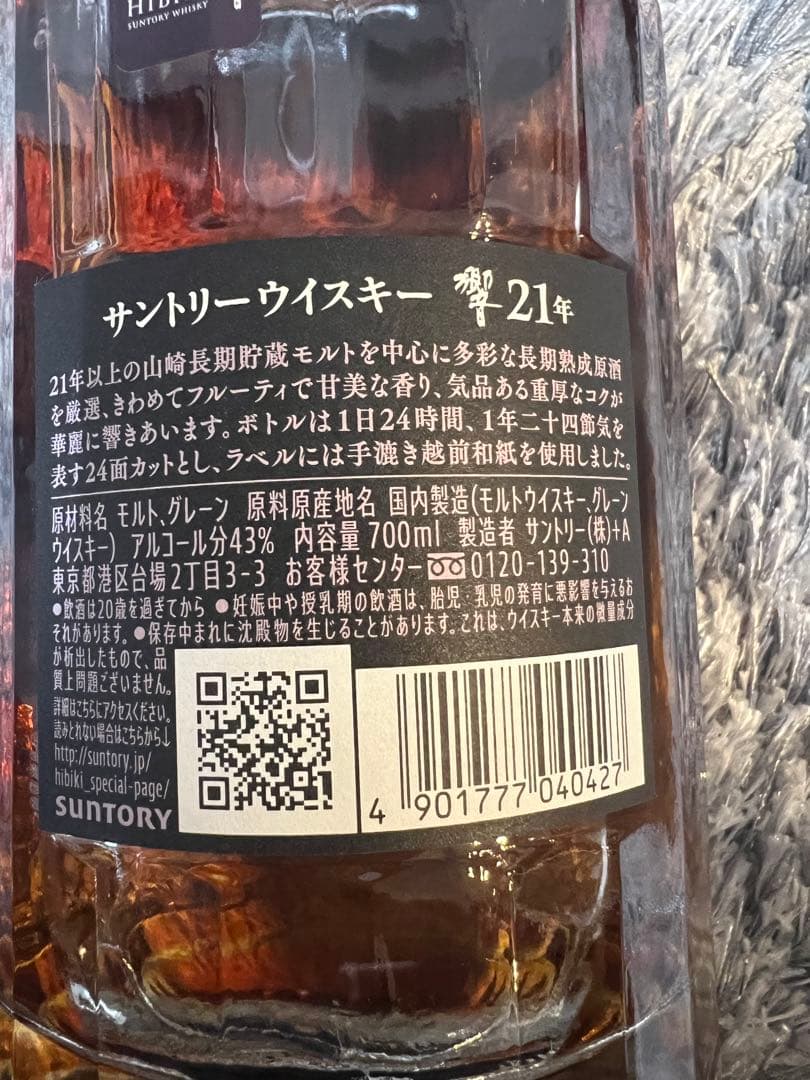 HIBIKI
SUNTORY WHISKY
サントリーウイスキー 響 21年
21年以上の山崎長期貯蔵モルトを中心に多彩な長期熟成原酒
を厳選、きわめてフルーティで甘美な香り、気品ある重厚なコクが
華麗に響きあいます。ボトルは1日24時間、1年二十四節気を
表す24面カットとし、ラベルには手漉き越前和紙を使用しました。
原材料名 モルト、グレーン 原料原産地名 国内製造(モルトウイスキー、グレーン
ウイスキー) アルコール分43% 内容量 700ml 製造者 サントリー(株)+A
東京都港区台場2丁目3-3 お客様センター 0120-139-310
●飲酒は20歳を過ぎてから ●妊娠中や授乳期の飲酒は、胎児・乳児の発育に悪影響を与えるお
それがあります。●保存中まれに沈殿物を生じることがあります。これは、ウイスキー本来の微量成分
が析出したもので、品
質上問題ございません。
詳細はこちらにアクセスください。
読みとれない場合はこちらから↓
http://suntory.jp/
hibiki_special-page/
SUNTORY
4 901777 040427